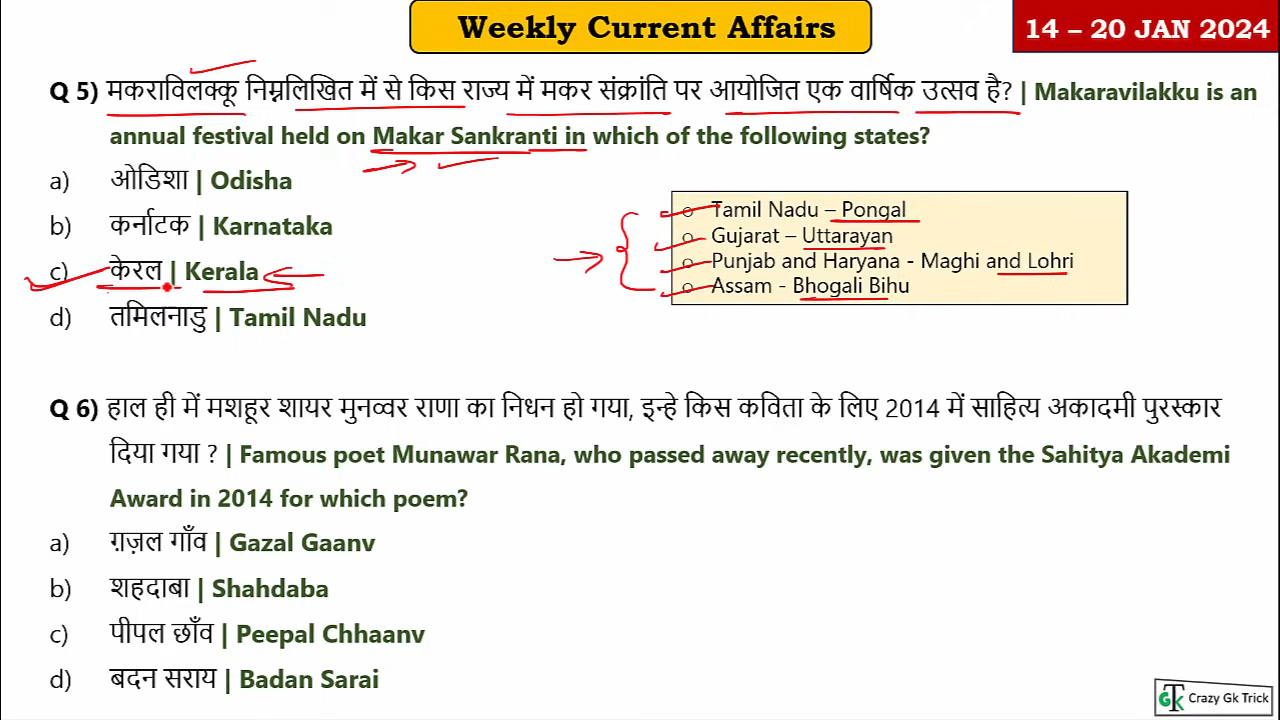 Weekly Current Affairs
14 – 20 JAN 2024
Q 5) मकराविलक्कू निम्नलिखित में से किस राज्य में मकर संक्रांति पर आयोजित एक वार्षिक उत्सव है? | Makaravilakku is an
annual festival held on Makar Sankranti in which of the following states?
a) ओडिशा | Odisha
b) कर्नाटक | Karnataka
c) केरल | Kerala
d) तमिलनाडु | Tamil Nadu
o Tamil Nadu – Pongal
o Gujarat – Uttarayan
o Punjab and Haryana - Maghi and Lohri
o Assam - Bhogali Bihu
Q 6) हाल ही में मशहूर शायर मुनव्वर राणा का निधन हो गया, इन्हे किस कविता के लिए 2014 में साहित्य अकादमी पुरस्कार
दिया गया ? | Famous poet Munawar Rana, who passed away recently, was given the Sahitya Akademi
Award in 2014 for which poem?
a) ग़ज़ल गाँव | Gazal Gaanv
b) शहदाबा | Shahdaba
c) पीपल छाँव | Peepal Chhaanv
d) बदन सराय | Badan Sarai
GTK Crazy Gk Trick